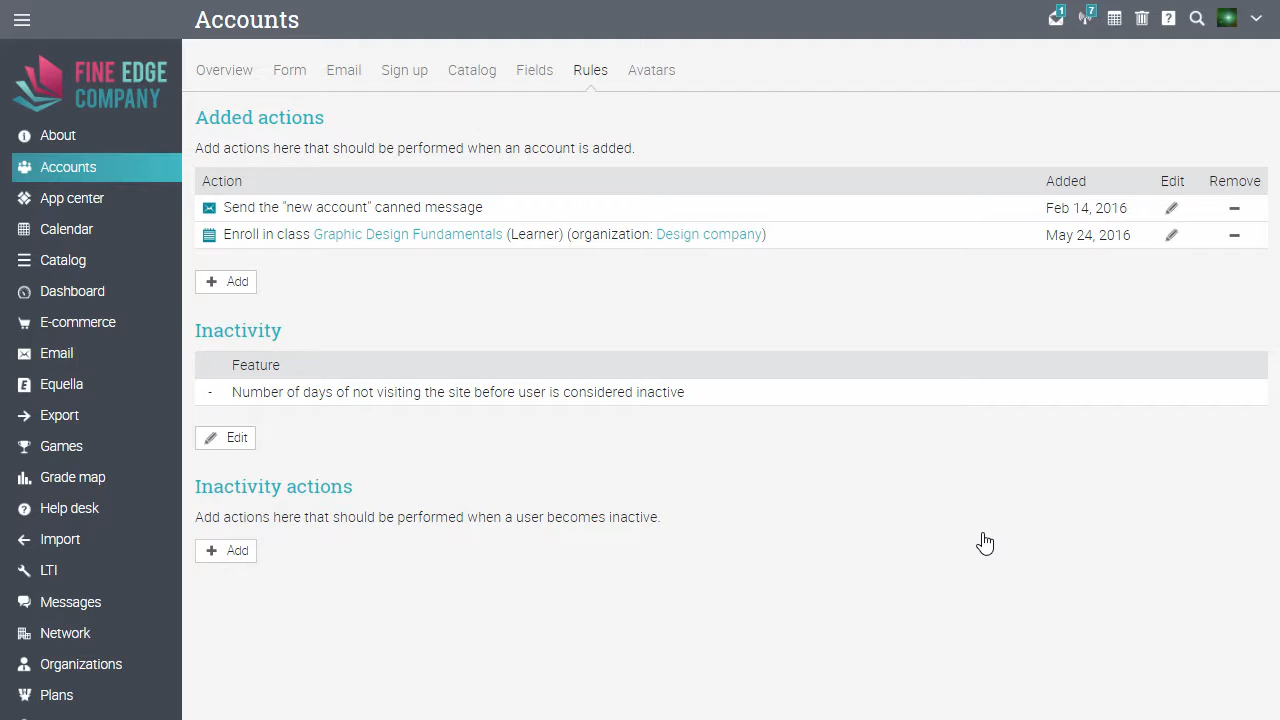 Accounts
1
7
FINE EDGE
COMPANY
Overview Form Email Sign up Catalog Fields Rules Avatars
About
Accounts
App center
Calendar
Catalog
Dashboard
E-commerce
Email
Equella
Export
Games
Grade map
Help desk
Import
LTI
Messages
Network
Organizations
Plans
Added actions
Add actions here that should be performed when an account is added.
Action Added Edit Remove
Send the "new account" canned message Feb 14, 2016
Enroll in class Graphic Design Fundamentals (Learner) (organization: Design company) May 24, 2016
+ Add
Inactivity
Feature
- Number of days of not visiting the site before user is considered inactive
Edit
Inactivity actions
Add actions here that should be performed when a user becomes inactive.
+ Add